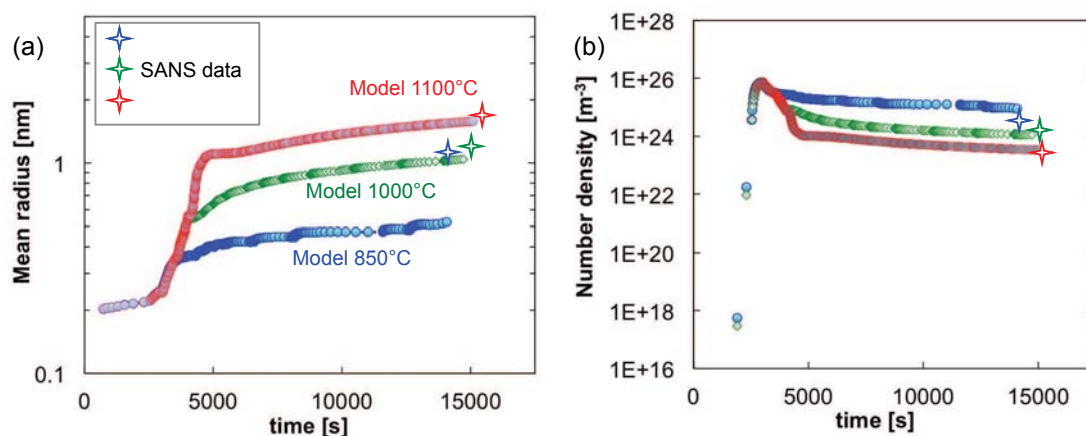 (a)
SANS data
Model 1100°C
Model 1000°C
Model 850°C
Mean radius [nm]
1
0.1
0
5000
10000
15000
time [s]
(b)
Number density [m⁻³]
1E+28
1E+26
1E+24
1E+22
1E+20
1E+18
1E+16
0
5000
10000
15000
time [s]